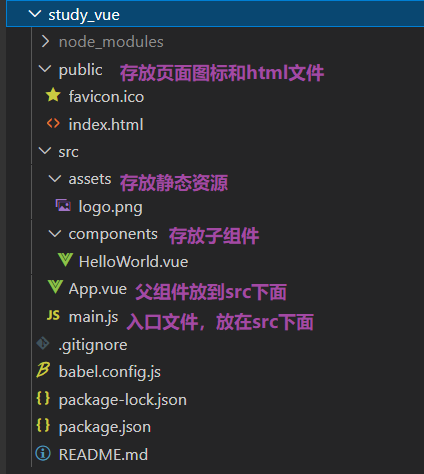 study_vue
node_modules
public 存放页面图标和html文件
favicon.ico
index.html
src
assets 存放静态资源
logo.png
components 存放子组件
HelloWorld.vue
App.vue 父组件放到src下面
JS main.js 入口文件，放在src下面
.gitignore
babel.config.js
{} package-lock.json
{} package.json
README.md